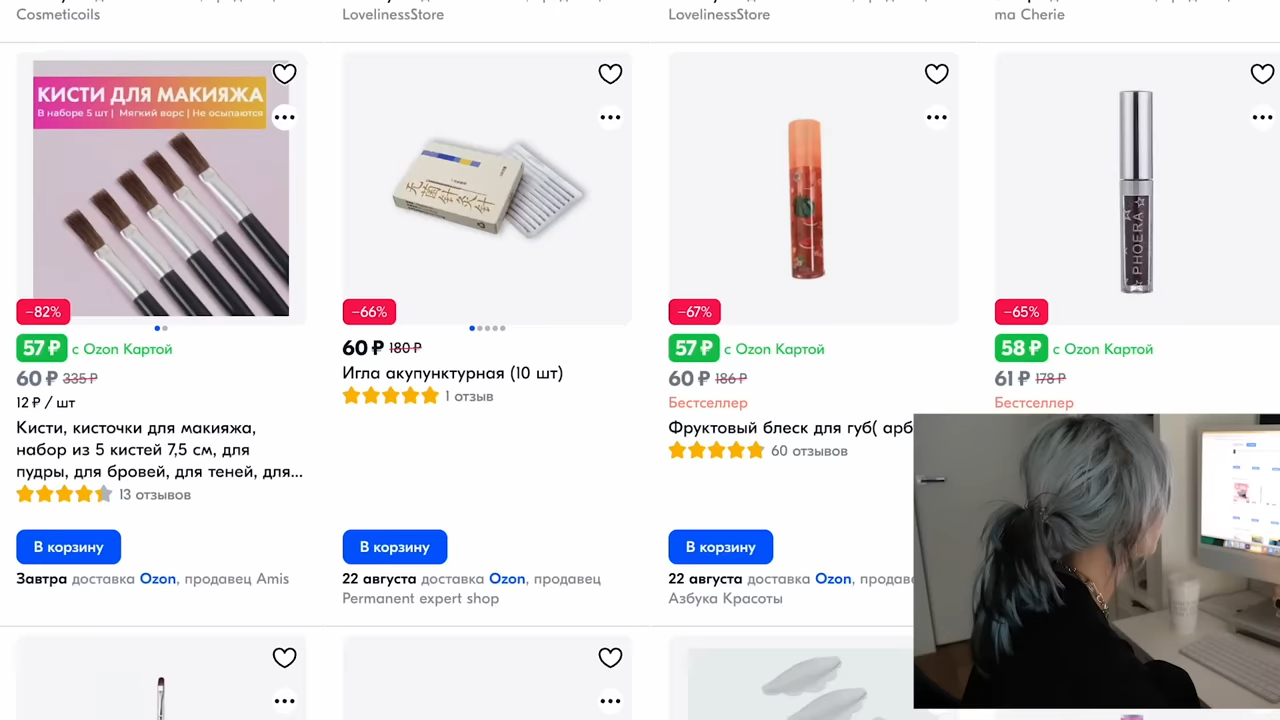 Cosmeticoils
LovelinessStore
LovelinessStore
ma Cherie
КИСТИ ДЛЯ МАКИЯЖА
В наборе 5 шт | Мягкий ворс | Не осыпаются
−82%
57 ₽ с Ozon Картой
60 ₽ 335 ₽
12 ₽ / шт
Кисти, кисточки для макияжа,
набор из 5 кистей 7,5 см, для
пудры, для бровей, для теней, для...
13 отзывов
В корзину
Завтра доставка Ozon, продавец Amis
−66%
60 ₽ 180 ₽
Игла акупунктурная (10 шт)
1 отзыв
В корзину
22 августа доставка Ozon, продавец
Permanent expert shop
−67%
57 ₽ с Ozon Картой
60 ₽ 186 ₽
Бестселлер
Фруктовый блеск для губ( арб
60 отзывов
В корзину
22 августа доставка Ozon, продаве
Азбука Красоты
PHOERA
−65%
58 ₽ с Ozon Картой
61 ₽ 178 ₽
Бестселлер